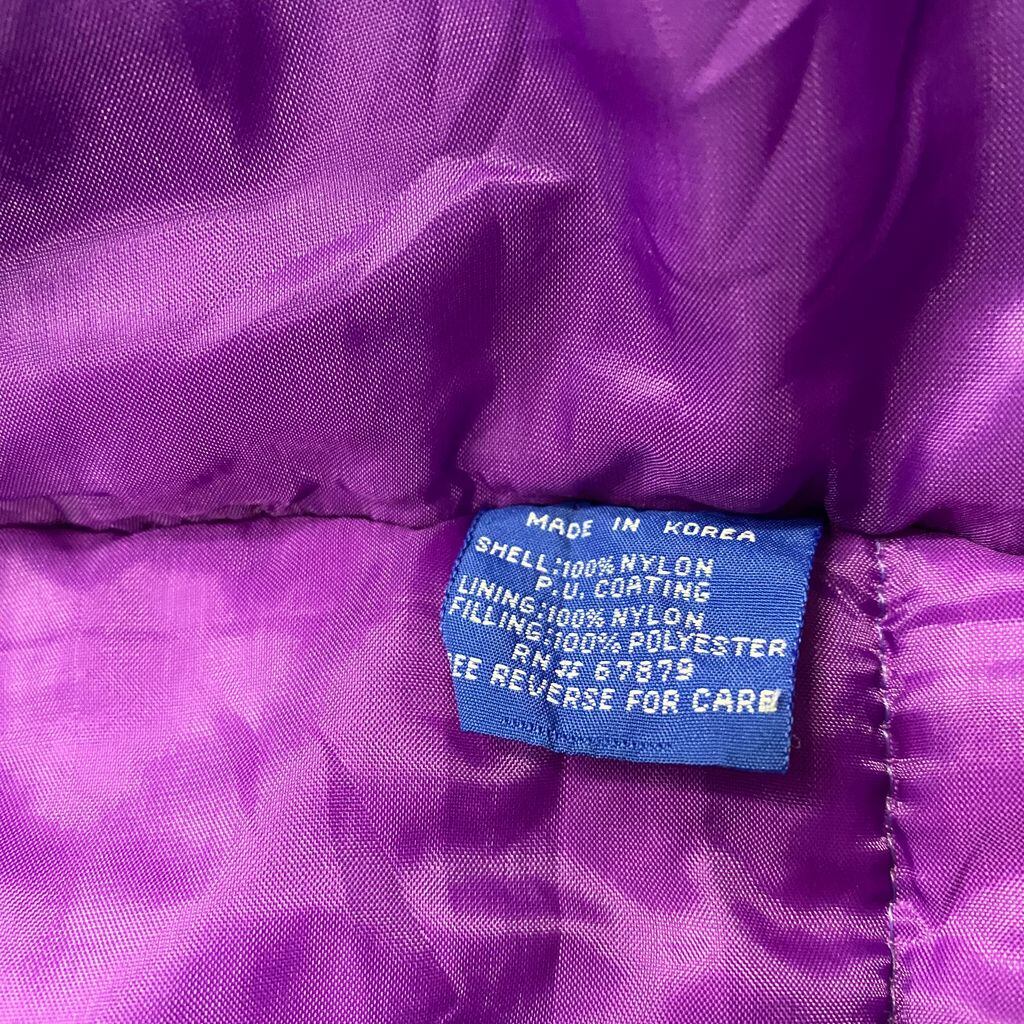 MADE IN KOREA
SHELL:100% NYLON
P.U. COATING
LINING:100% NYLON
FILLING:100% POLYESTER
RN# 67879
EE REVERSE FOR CARE